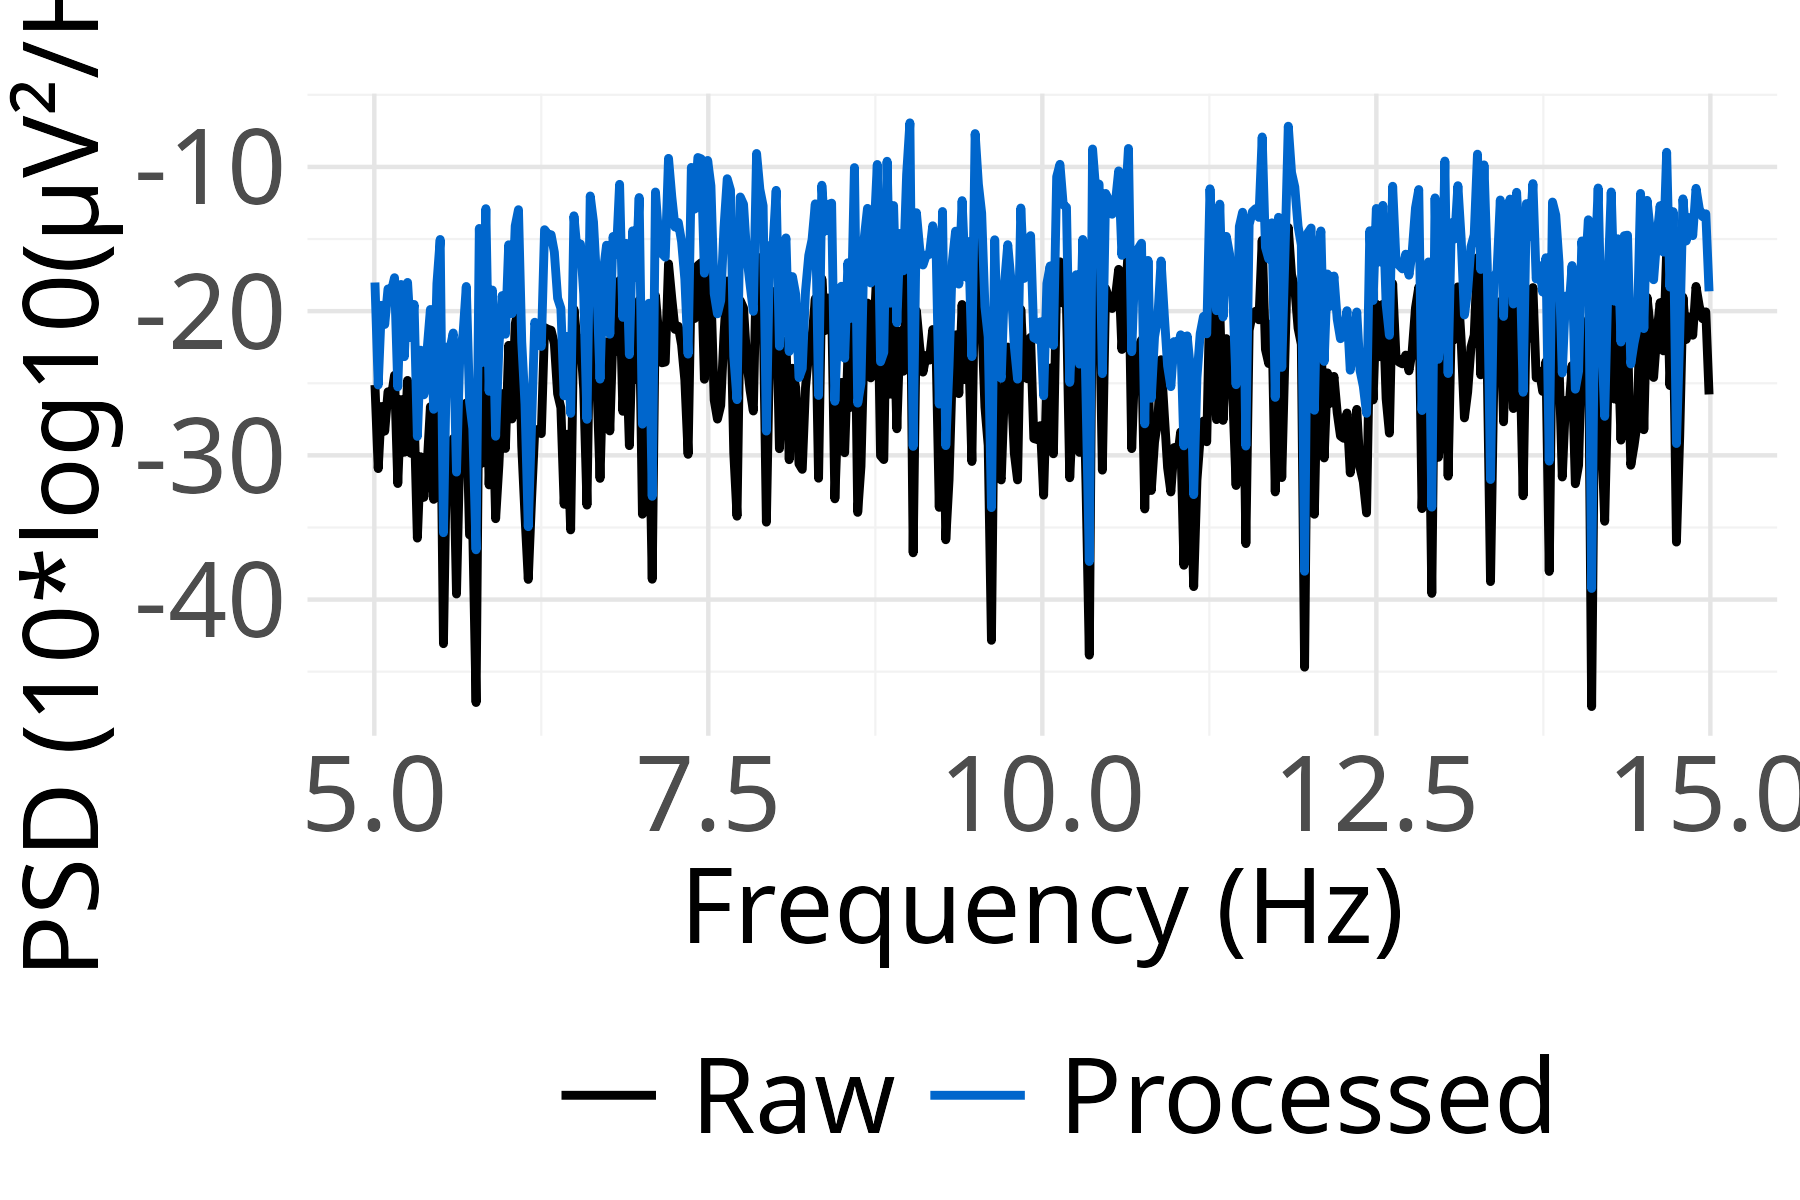 PSD (10*log10(µV²/H
-10
-20
-30
-40
5.0 7.5 10.0 12.5 15.0
Frequency (Hz)
Raw Processed